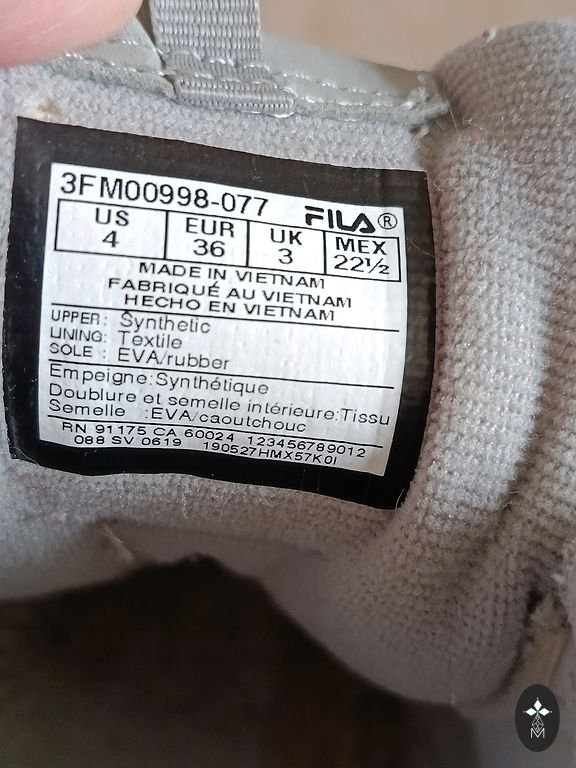 3FM00998-077 FILA®
US EUR UK MEX
4 36 3 22½
MADE IN VIETNAM
FABRIQUÉ AU VIETNAM
HECHO EN VIETNAM
UPPER: Synthetic
LINING: Textile
SOLE : EVA/rubber
Empeigne:Synthétique
Doublure et semelle intérieure:Tissu
Semelle :EVA/caoutchouc
RN 91175 CA 60024 123456789012
088 SV 0619 190527HMX57K0I
M